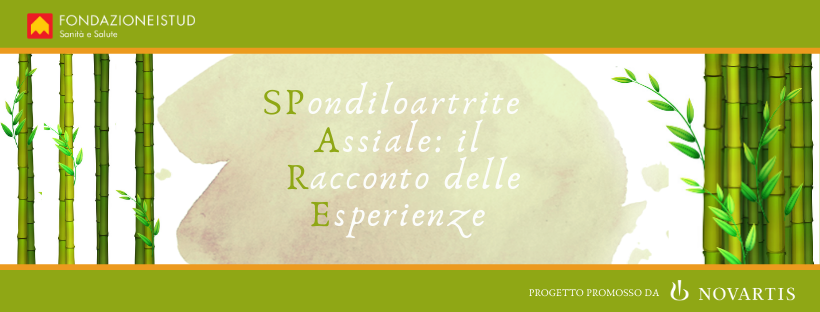 FONDAZIONEISTUD
Sanità e Salute
SPondiloartrite
Assiale: il
Racconto delle
Esperienze
PROGETTO PROMOSSO DA NOVARTIS